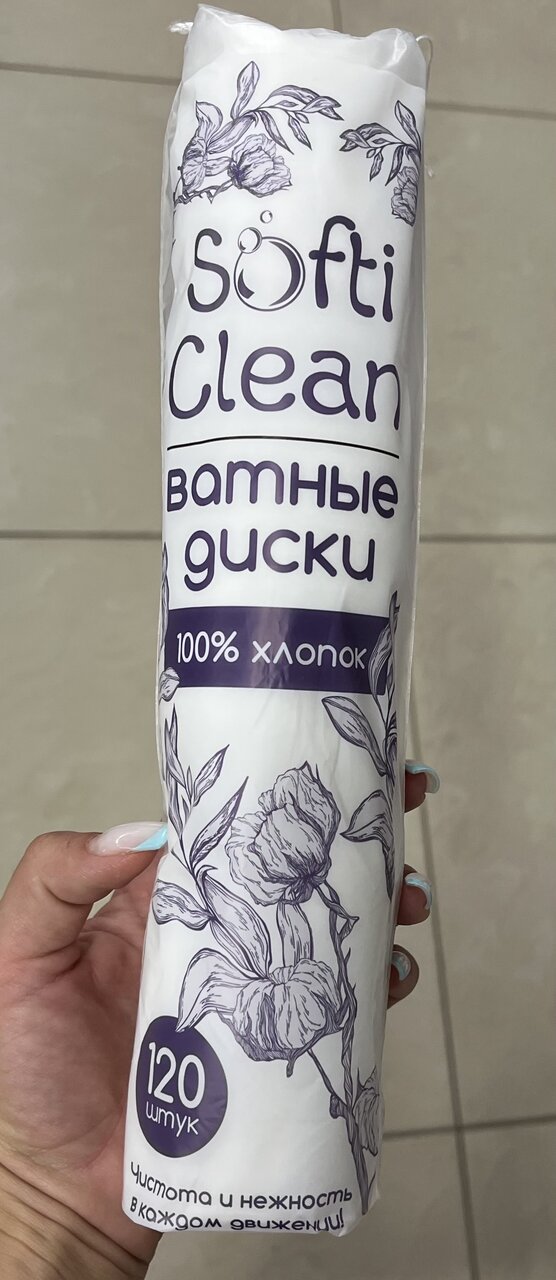 Softi
Clean
ватные
диски
100% хлопок
120
штук
Чистота и нежность
в каждом движении!